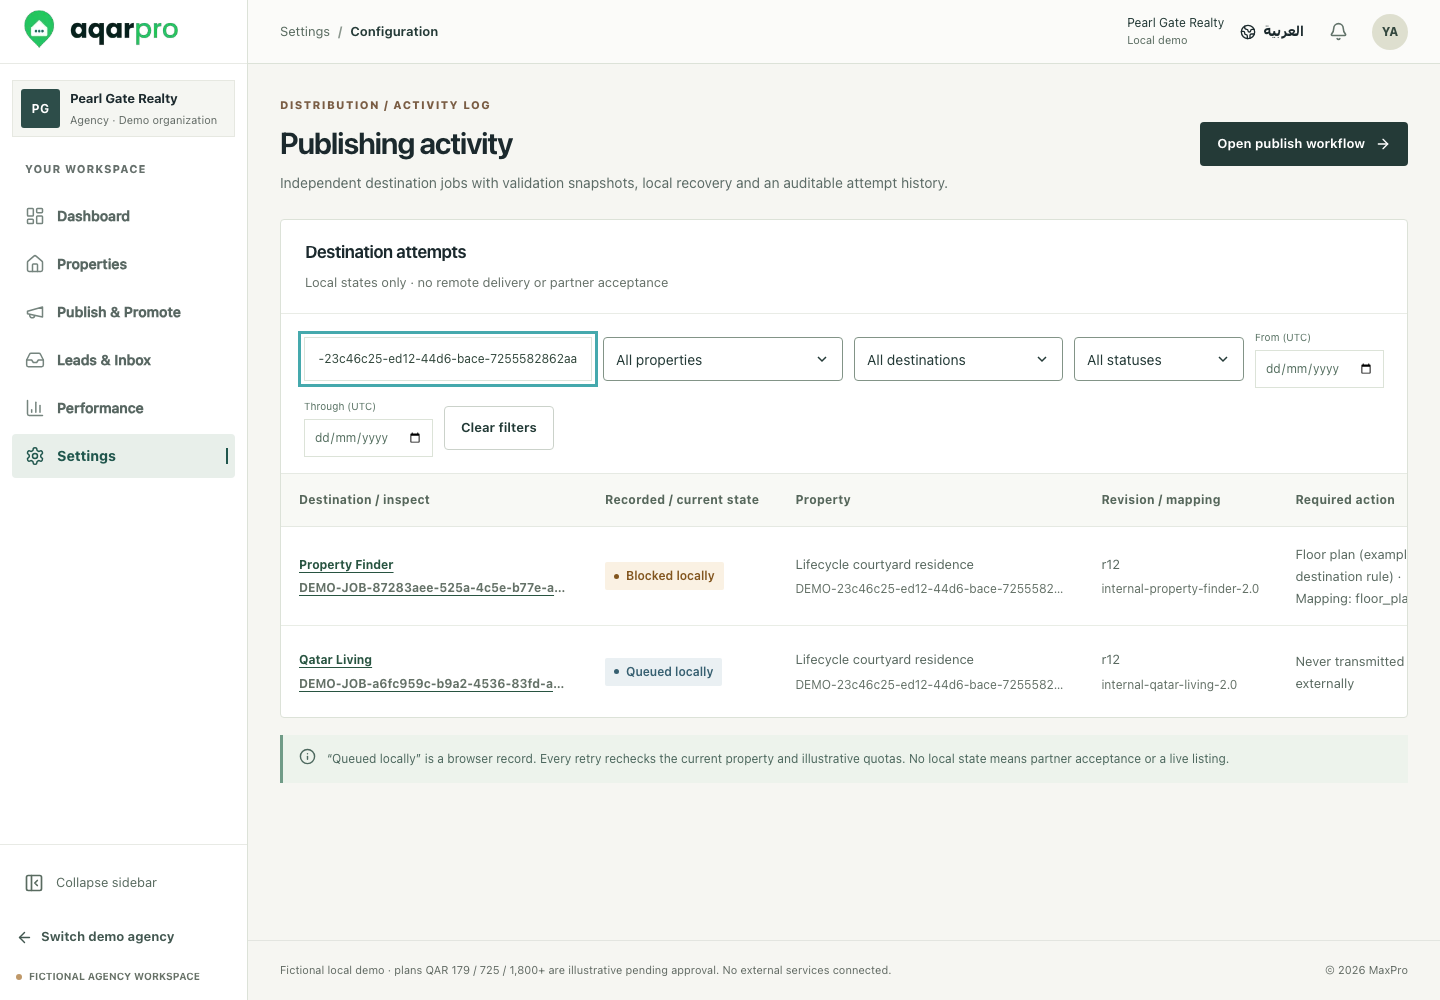 aqarpro
Settings / Configuration
Pearl Gate Realty
Local demo
العربية
YA
PG
Pearl Gate Realty
Agency · Demo organization
YOUR WORKSPACE
Dashboard
Properties
Publish & Promote
Leads & Inbox
Performance
Settings
Collapse sidebar
Switch demo agency
FICTIONAL AGENCY WORKSPACE
DISTRIBUTION / ACTIVITY LOG
Publishing activity
Open publish workflow
Independent destination jobs with validation snapshots, local recovery and an auditable attempt history.
Destination attempts
Local states only · no remote delivery or partner acceptance
-23c46c25-ed12-44d6-bace-7255582862aa
All properties
All destinations
All statuses
From (UTC)
dd/mm/yyyy
Through (UTC)
dd/mm/yyyy
Clear filters
Destination / inspect
Recorded / current state
Property
Revision / mapping
Required action
Property Finder
DEMO-JOB-87283aee-525a-4c5e-b77e-a...
Blocked locally
Lifecycle courtyard residence
DEMO-23c46c25-ed12-44d6-bace-7255582...
r12
internal-property-finder-2.0
Floor plan (exampl
destination rule) ·
Mapping: floor_pla
Qatar Living
DEMO-JOB-a6fc959c-b9a2-4536-83fd-a...
Queued locally
Lifecycle courtyard residence
DEMO-23c46c25-ed12-44d6-bace-7255582...
r12
internal-qatar-living-2.0
Never transmitted
externally
“Queued locally” is a browser record. Every retry rechecks the current property and illustrative quotas. No local state means partner acceptance or a live listing.
Fictional local demo · plans QAR 179 / 725 / 1,800+ are illustrative pending approval. No external services connected.
© 2026 MaxPro